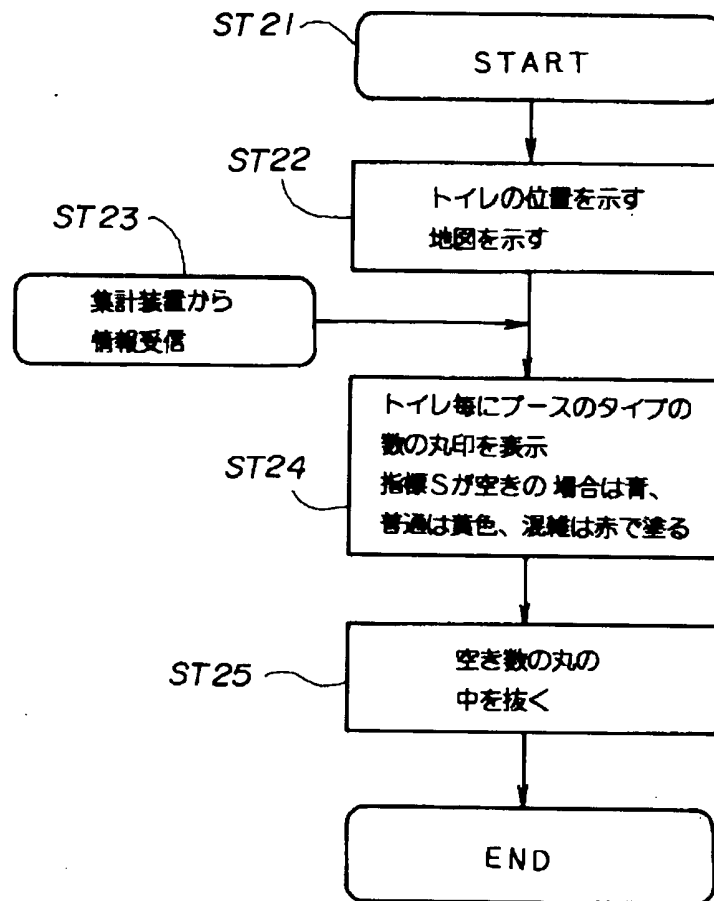 ST21
START
ST22
トイレの位置を示す
地図を示す
ST23
集計装置から
情報受信
トイレ毎にブースのタイプの
数の丸印を表示
ST24
指標Sが空きの場合は青、
普通は黄色、混雑は赤で塗る
ST25
空き数の丸の
中を抜く
END